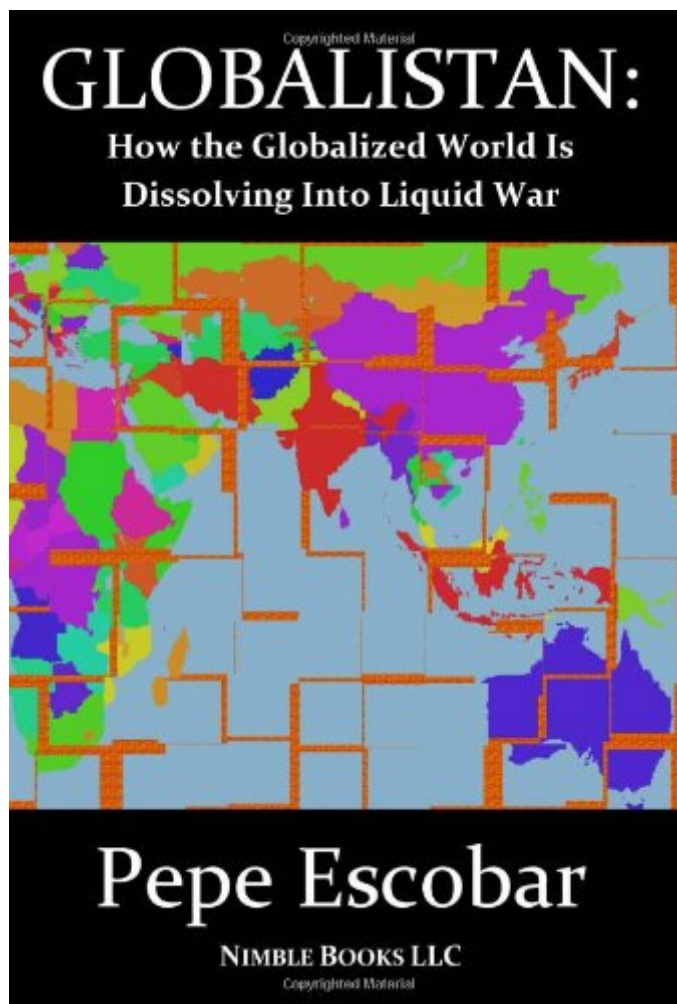 Copyrighted Material
GLOBALISTAN:
How the Globalized World Is
Dissolving Into Liquid War
Pepe Escobar
NIMBLE BOOKS LLC
Copyrighted Material